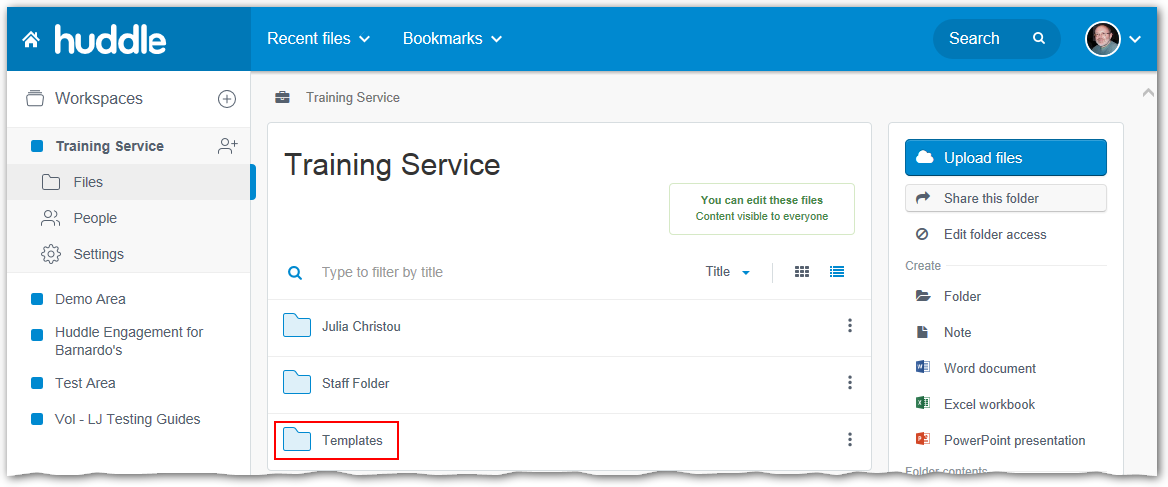 huddle
Recent files
Bookmarks
Search
Workspaces
Training Service
Files
People
Settings
Demo Area
Huddle Engagement for
Barnardo's
Test Area
Vol - LJ Testing Guides
Training Service
Training Service
You can edit these files
Content visible to everyone
Type to filter by title
Title
Julia Christou
Staff Folder
Templates
Upload files
Share this folder
Edit folder access
Create
Folder
Note
Word document
Excel workbook
PowerPoint presentation
Folder contents